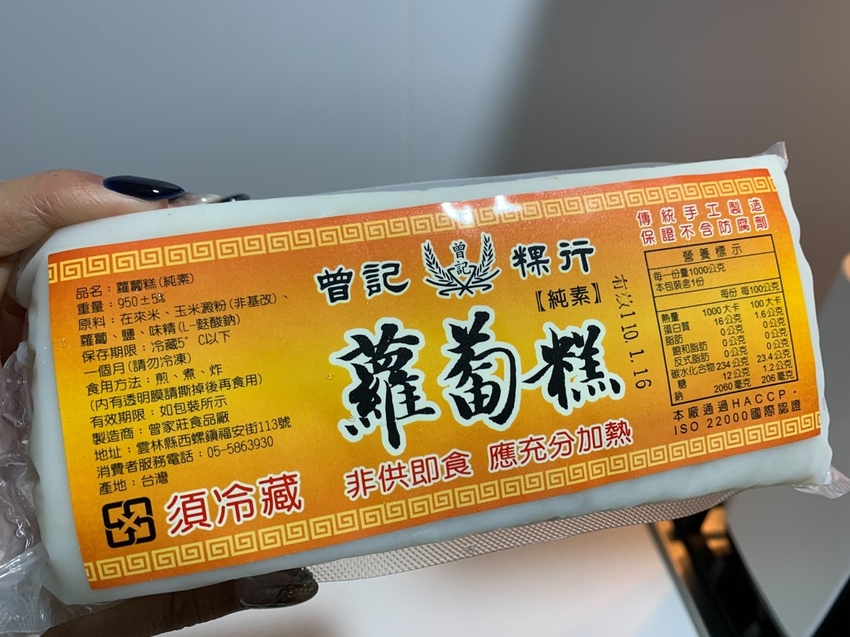 傳統手工製造
保證不含防腐劑
曾記
曾記
粿行
【純素】
蘿蔔糕
品名：蘿蔔糕(純素)
重量：950±5%
原料：在來米、玉米澱粉(非基改)、
蘿蔔、鹽、味精(L-麩酸鈉)
保存期限：冷藏5°C以下
一個月(請勿冷凍)
食用方法：煎、煮、炸
(內有透明膜請撕掉後再食用)
有效期限：如包裝所示
製造商：曾家莊食品廠
地址：雲林縣西螺鎮福安街113號
消費者服務電話：05-5863930
產地：台灣
有效110.1.16
營養標示
每一份量1000公克
本包裝含1份
每份 每100公克
熱量 1000大卡 100大卡
蛋白質 16公克 1.6公克
脂肪 0公克 0公克
飽和脂肪 0公克 0公克
反式脂肪 0公克 0公克
碳水化合物 234公克 23.4公克
糖 12公克 1.2公克
鈉 2060毫克 206毫克
本廠通過HACCP、
ISO 22000國際認證
須冷藏 非供即食 應充分加熱